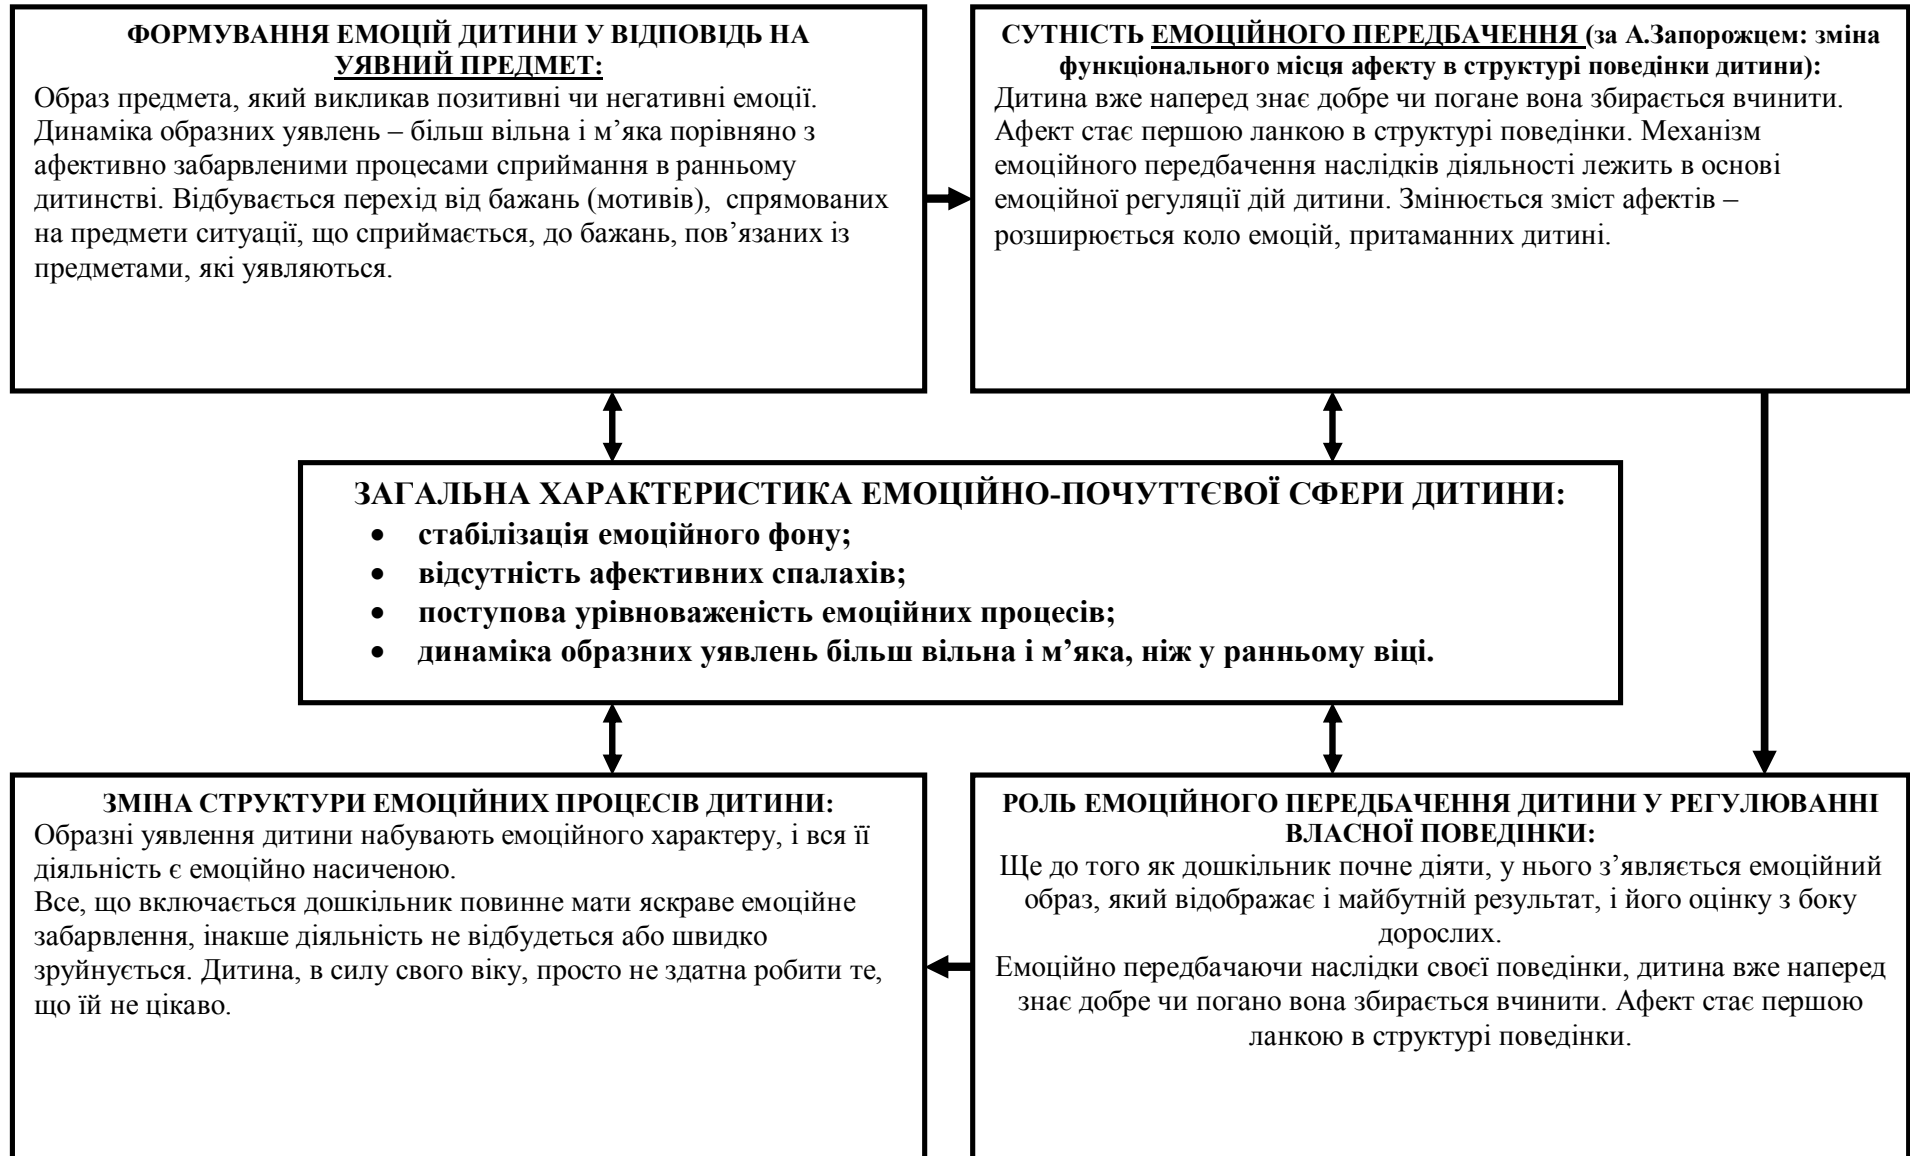 ФОРМУВАННЯ ЕМОЦІЙ ДИТИНИ У ВІДПОВІДЬ НА
УЯВНИЙ ПРЕДМЕТ:
Образ предмета, який викликав позитивні чи негативні емоції.
Динаміка образних уявлень – більш вільна і м’яка порівняно з
афективно забарвленими процесами сприймання в ранньому
дитинстві. Відбувається перехід від бажань (мотивів), спрямованих
на предмети ситуації, що сприймається, до бажань, пов’язаних із
предметами, які уявляються.
СУТНІСТЬ ЕМОЦІЙНОГО ПЕРЕДБАЧЕННЯ (за А.Запорожцем: зміна
функціонального місця афекту в структурі поведінки дитини):
Дитина вже наперед знає добре чи погане вона збирається вчинити.
Афект стає першою ланкою в структурі поведінки. Механізм
емоційного передбачення наслідків діяльності лежить в основі
емоційної регуляції дій дитини. Змінюється зміст афектів –
розширюється коло емоцій, притаманних дитині.
ЗАГАЛЬНА ХАРАКТЕРИСТИКА ЕМОЦІЙНО-ПОЧУТТЄВОЇ СФЕРИ ДИТИНИ:
• стабілізація емоційного фону;
• відсутність афективних спалахів;
• поступова урівноваженість емоційних процесів;
• динаміка образних уявлень більш вільна і м’яка, ніж у ранньому віці.
ЗМІНА СТРУКТУРИ ЕМОЦІЙНИХ ПРОЦЕСІВ ДИТИНИ:
Образні уявлення дитини набувають емоційного характеру, і вся її
діяльність є емоційно насиченою.
Все, що включається дошкільник повинне мати яскраве емоційне
забарвлення, інакше діяльність не відбудеться або швидко
зруйнується. Дитина, в силу свого віку, просто не здатна робити те,
що їй не цікаво.
РОЛЬ ЕМОЦІЙНОГО ПЕРЕДБАЧЕННЯ ДИТИНИ У РЕГУЛЮВАННІ
ВЛАСНОЇ ПОВЕДІНКИ:
Ще до того як дошкільник почне діяти, у нього з’являється емоційний
образ, який відображає і майбутній результат, і його оцінку з боку
дорослих.
Емоційно передбачаючи наслідки своєї поведінки, дитина вже наперед
знає добре чи погано вона збирається вчинити. Афект стає першою
ланкою в структурі поведінки.